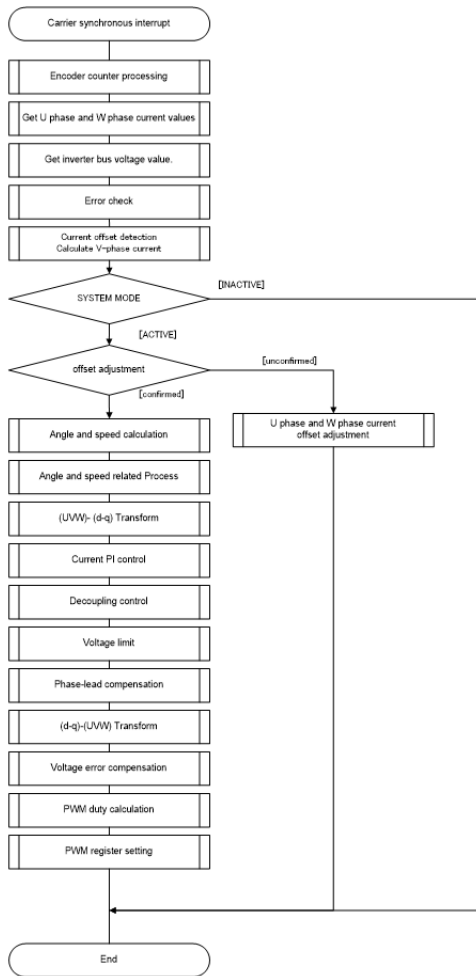 Carrier synchronous interrupt
Encoder counter processing
Get U phase and W phase current values
Get inverter bus voltage value.
Error check
Current offset detection
Calculate V-phase current
SYSTEM MODE
[INACTIVE]
[ACTIVE]
offset adjustment
[unconfirmed]
[confirmed]
U phase and W phase current
offset adjustment
Angle and speed calculation
Angle and speed related Process
(UVW)- (d-q) Transform
Current PI control
Decoupling control
Voltage limit
Phase-lead compensation
(d-q)-(UVW) Transform
Voltage error compensation
PWM duty calculation
PWM register setting
End